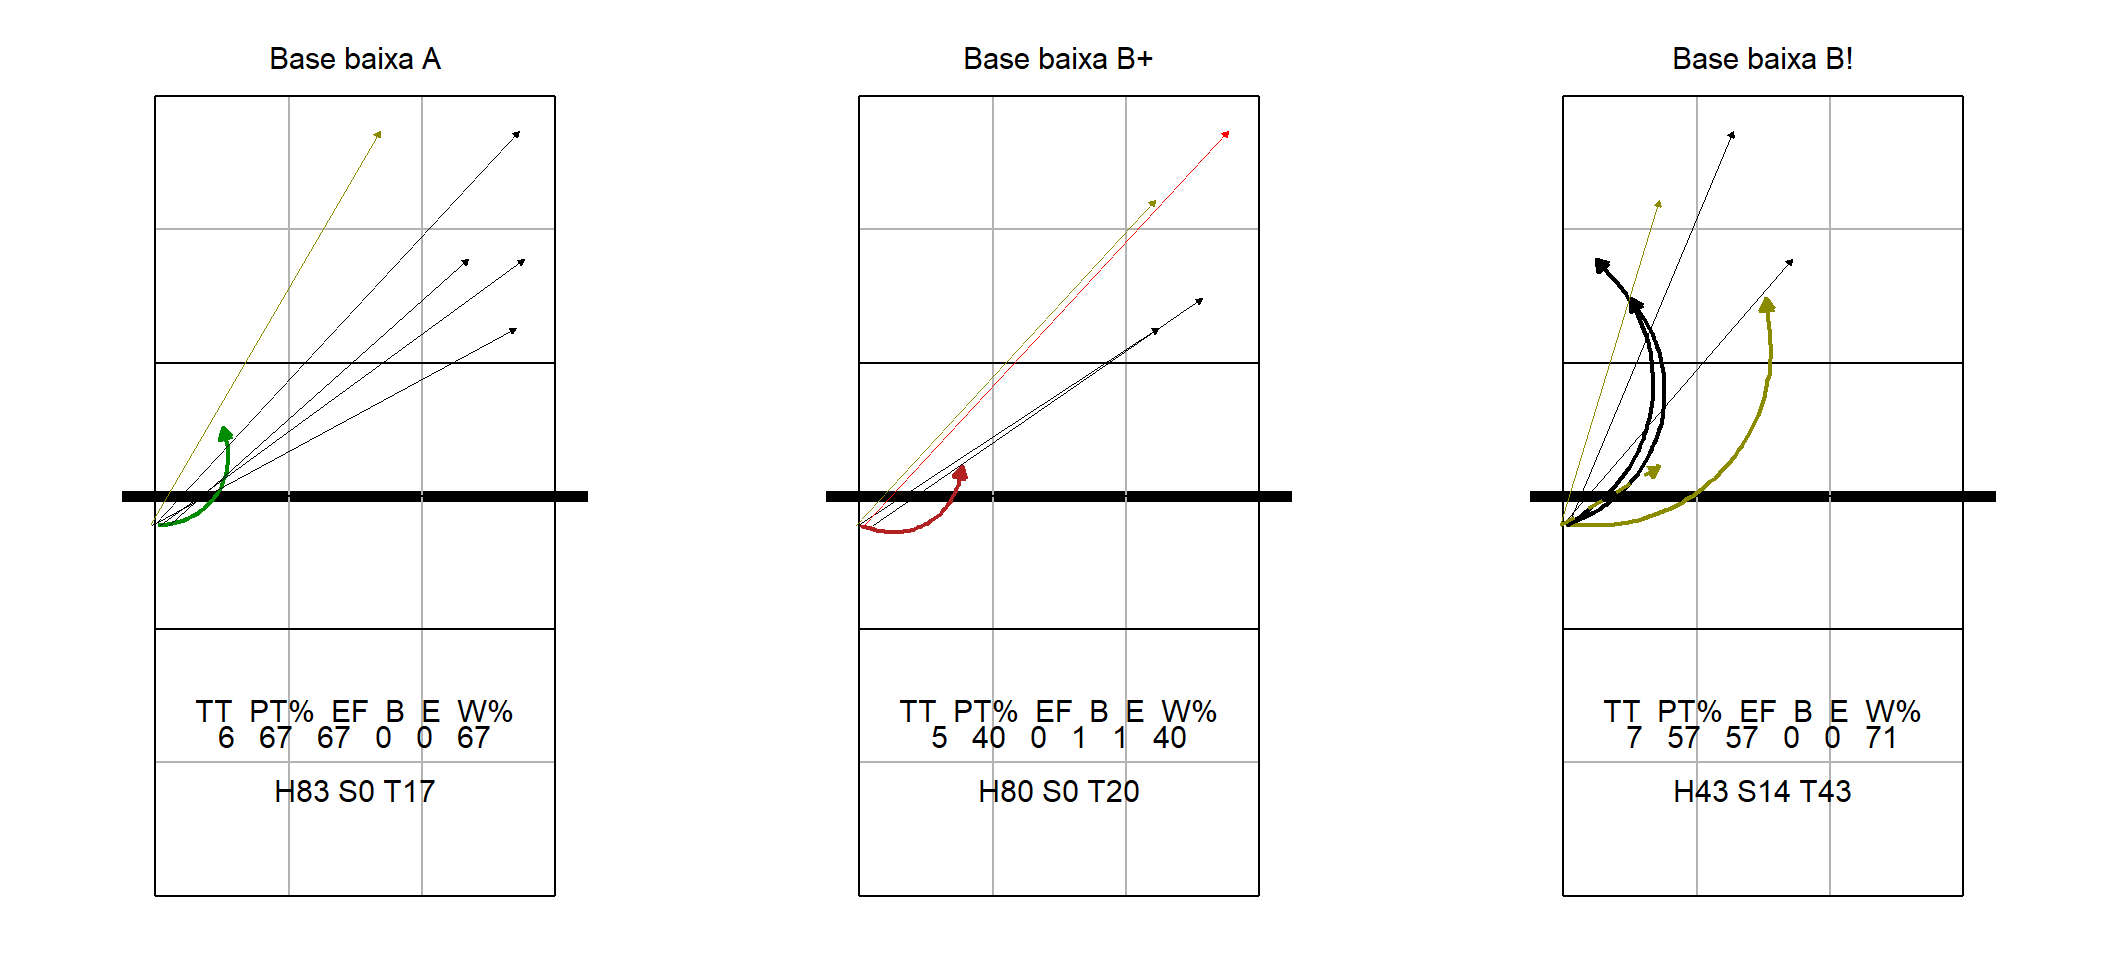 Base baixa A
TT PT% EF B E W%
6 67 67 0 0 67
H83 S0 T17
Base baixa B+
TT PT% EF B E W%
5 40 0 1 1 40
H80 S0 T20
Base baixa B!
TT PT% EF B E W%
7 57 57 0 0 71
H43 S14 T43